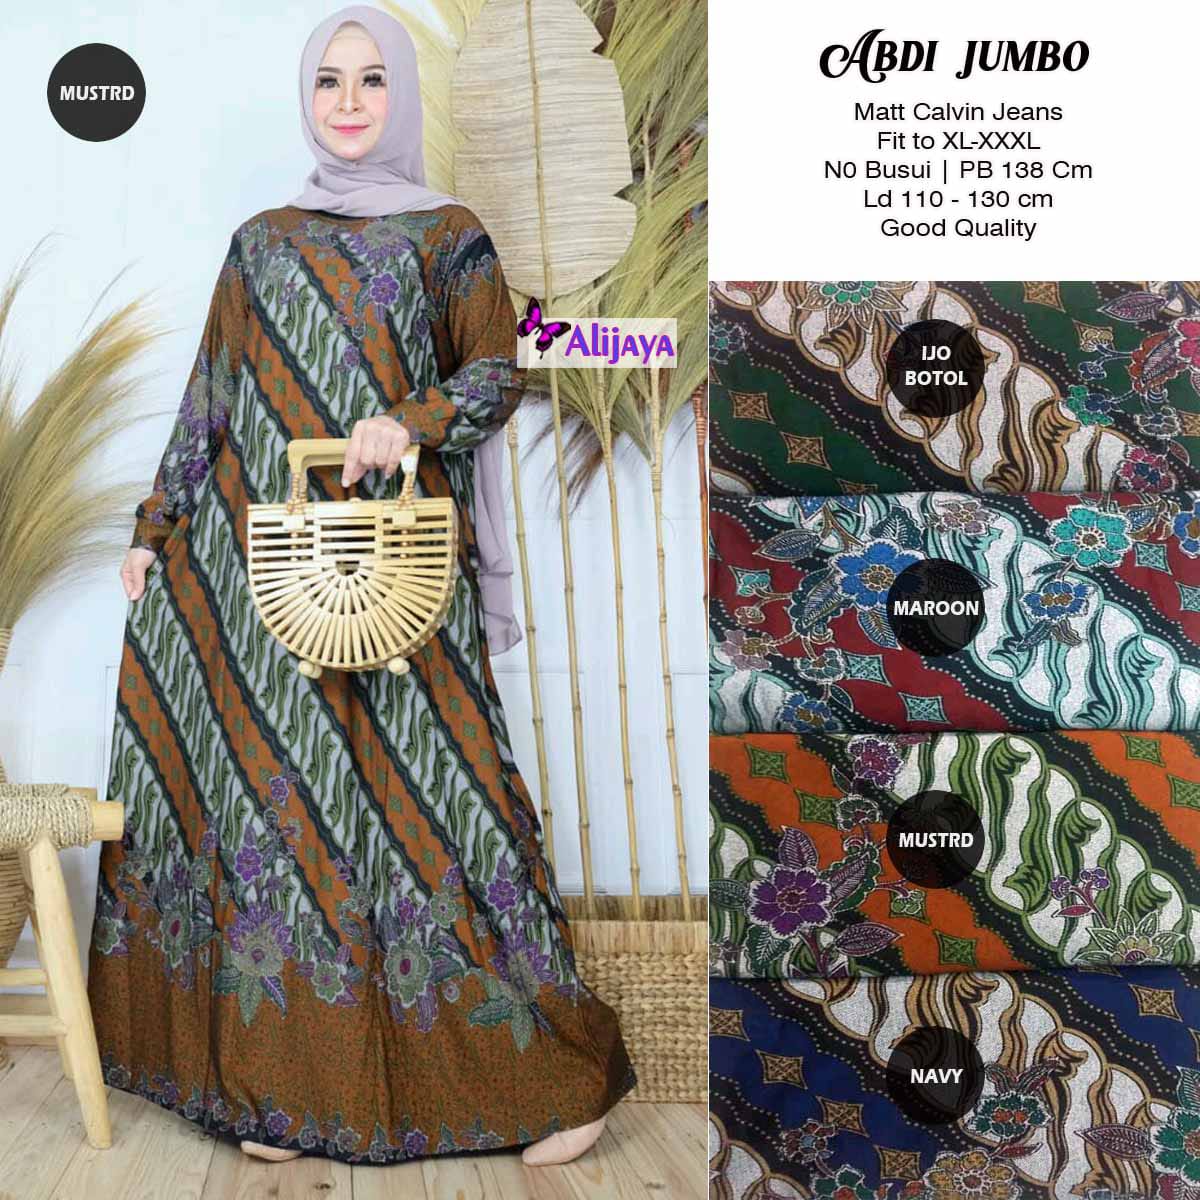 MUSTRD
Abdi jumbo
Matt Calvin Jeans
Fit to XL-XXXL
N0 Busui | PB 138 Cm
Ld 110 - 130 cm
Good Quality
Alijaya
IJO
BOTOL
MAROON
MUSTRD
NAVY